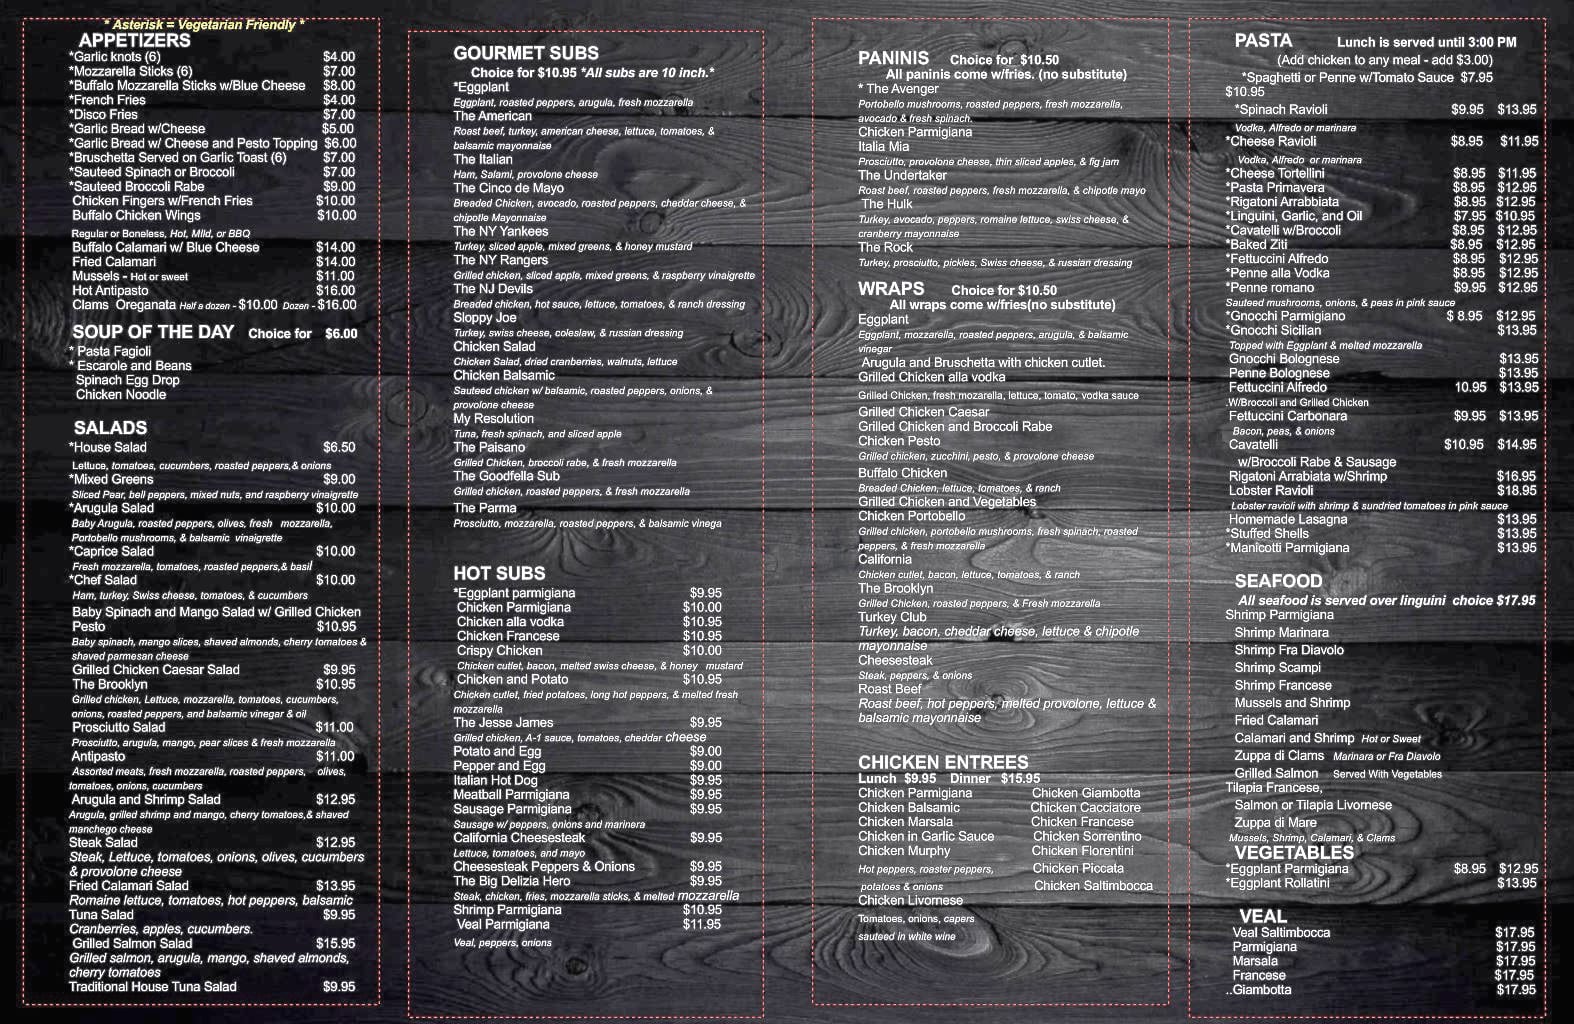 * Asterisk = Vegetarian Friendly *
APPETIZERS
*Garlic knots (6) $4.00
*Mozzarella Sticks (6) $7.00
*Buffalo Mozzarella Sticks w/Blue Cheese $8.00
*French Fries $4.00
*Disco Fries $7.00
*Garlic Bread w/Cheese $5.00
*Garlic Bread w/ Cheese and Pesto Topping $6.00
*Bruschetta Served on Garlic Toast (6) $7.00
*Sauteed Spinach or Broccoli $7.00
*Sauteed Broccoli Rabe $9.00
Chicken Fingers w/French Fries $10.00
Buffalo Chicken Wings $10.00
Regular or Boneless, Hot, Mild, or BBQ
Buffalo Calamari w/ Blue Cheese $14.00
Fried Calamari $14.00
Mussels - Hot or sweet $11.00
Hot Antipasto $16.00
Clams Oreganata Half a dozen - $10.00 Dozen - $16.00
SOUP OF THE DAY Choice for $6.00
* Pasta Fagioli
* Escarole and Beans
Spinach Egg Drop
Chicken Noodle
SALADS
*House Salad $6.50
Lettuce, tomatoes, cucumbers, roasted peppers,& onions
*Mixed Greens $9.00
Sliced Pear, bell peppers, mixed nuts, and raspberry vinaigrette
*Arugula Salad $10.00
Baby Arugula, roasted peppers, olives, fresh mozzarella,
Portobello mushrooms, & balsamic vinaigrette
*Caprice Salad $10.00
Fresh mozzarella, tomatoes, roasted peppers,& basil
*Chef Salad $10.00
Ham, turkey, Swiss cheese, tomatoes, & cucumbers
Baby Spinach and Mango Salad w/ Grilled Chicken
Pesto $10.95
Baby spinach, mango slices, shaved almonds, cherry tomatoes &
shaved parmesan cheese
Grilled Chicken Caesar Salad $9.95
The Brooklyn $10.95
Grilled chicken, Lettuce, mozzarella, tomatoes, cucumbers,
onions, roasted peppers, and balsamic vinegar & oil
Prosciutto Salad $11.00
Prosciutto, arugula, mango, pear slices & fresh mozzarella
Antipasto $11.00
Assorted meats, fresh mozzarella, roasted peppers, olives,
tomatoes, onions, cucumbers
Arugula and Shrimp Salad $12.95
Arugula, grilled shrimp and mango, cherry tomatoes,& shaved
manchego cheese
Steak Salad $12.95
Steak, Lettuce, tomatoes, onions, olives, cucumbers
& provolone cheese
Fried Calamari Salad $13.95
Romaine lettuce, tomatoes, hot peppers, balsamic
Tuna Salad $9.95
Cranberries, apples, cucumbers.
Grilled Salmon Salad $15.95
Grilled salmon, arugula, mango, shaved almonds,
cherry tomatoes
Traditional House Tuna Salad $9.95
GOURMET SUBS
Choice for $10.95 *All subs are 10 inch.*
*Eggplant
Eggplant, roasted peppers, arugula, fresh mozzarella
The American
Roast beef, turkey, american cheese, lettuce, tomatoes, &
balsamic mayonnaise
The Italian
Ham, Salami, provolone cheese
The Cinco de Mayo
Breaded Chicken, avocado, roasted peppers, cheddar cheese, &
chipotle Mayonnaise
The NY Yankees
Turkey, sliced apple, mixed greens, & honey mustard
The NY Rangers
Grilled chicken, sliced apple, mixed greens, & raspberry vinaigrette
The NJ Devils
Breaded chicken, hot sauce, lettuce, tomatoes, & ranch dressing
Sloppy Joe
Turkey, swiss cheese, coleslaw, & russian dressing
Chicken Salad
Chicken Salad, dried cranberries, walnuts, lettuce
Chicken Balsamic
Sauteed chicken w/ balsamic, roasted peppers, onions, &
provolone cheese
My Resolution
Tuna, fresh spinach, and sliced apple
The Paisano
Grilled Chicken, broccoli rabe, & fresh mozzarella
The Goodfella Sub
Grilled chicken, roasted peppers, & fresh mozzarella
The Parma
Prosciutto, mozzarella, roasted peppers, & balsamic vinega
HOT SUBS
*Eggplant parmigiana $9.95
Chicken Parmigiana $10.00
Chicken alla vodka $10.95
Chicken Francese $10.95
Crispy Chicken $10.00
Chicken cutlet, bacon, melted swiss cheese, & honey mustard
Chicken and Potato $10.95
Chicken cutlet, fried potatoes, long hot peppers, & melted fresh
mozzarella
The Jesse James $9.95
Grilled chicken, A-1 sauce, tomatoes, cheddar cheese
Potato and Egg $9.00
Pepper and Egg $9.00
Italian Hot Dog $9.95
Meatball Parmigiana $9.95
Sausage Parmigiana $9.95
Sausage w/ peppers, onions and marinera
California Cheesesteak $9.95
Lettuce, tomatoes, and mayo
Cheesesteak Peppers & Onions $9.95
The Big Delizia Hero $9.95
Steak, chicken, fries, mozzarella sticks, & melted mozzarella
Shrimp Parmigiana $10.95
Veal Parmigiana $11.95
Veal, peppers, onions
PANINIS Choice for $10.50
All paninis come w/fries. (no substitute)
* The Avenger
Portobello mushrooms, roasted peppers, fresh mozzarella,
avocado & fresh spinach.
Chicken Parmigiana
Italia Mia
Prosciutto, provolone cheese, thin sliced apples, & fig jam
The Undertaker
Roast beef, roasted peppers, fresh mozzarella, & chipotle mayo
The Hulk
Turkey, avocado, peppers, romaine lettuce, swiss cheese, &
cranberry mayonnaise
The Rock
Turkey, prosciutto, pickles, Swiss cheese, & russian dressing
WRAPS Choice for $10.50
All wraps come w/fries(no substitute)
Eggplant
Eggplant, mozzarella, roasted peppers, arugula, & balsamic
vinegar
Arugula and Bruschetta with chicken cutlet.
Grilled Chicken alla vodka
Grilled Chicken, fresh mozarella, lettuce, tomato, vodka sauce
Grilled Chicken Caesar
Grilled Chicken and Broccoli Rabe
Chicken Pesto
Grilled chicken, zucchini, pesto, & provolone cheese
Buffalo Chicken
Breaded Chicken, lettuce, tomatoes, & ranch
Grilled Chicken and Vegetables
Chicken Portobello
Grilled chicken, portobello mushrooms, fresh spinach, roasted
peppers, & fresh mozzarella
California
Chicken cutlet, bacon, lettuce, tomatoes, & ranch
The Brooklyn
Grilled Chicken, roasted peppers, & Fresh mozzarella
Turkey Club
Turkey, bacon, cheddar cheese, lettuce & chipotle
mayonnaise
Cheesesteak
Steak, peppers, & onions
Roast Beef
Roast beef, hot peppers, melted provolone, lettuce &
balsamic mayonnaise
CHICKEN ENTREES
Lunch $9.95 Dinner $15.95
Chicken Parmigiana Chicken Giambotta
Chicken Balsamic Chicken Cacciatore
Chicken Marsala Chicken Francese
Chicken in Garlic Sauce Chicken Sorrentino
Chicken Murphy Chicken Florentini
Hot peppers, roaster peppers, Chicken Piccata
potatoes & onions Chicken Saltimbocca
Chicken Livornese
Tomatoes, onions, capers
sauteed in white wine
PASTA Lunch is served until 3:00 PM
(Add chicken to any meal - add $3.00)
*Spaghetti or Penne w/Tomato Sauce $7.95
$10.95
*Spinach Ravioli $9.95 $13.95
Vodka, Alfredo or marinara
*Cheese Ravioli $8.95 $11.95
Vodka, Alfredo or marinara
*Cheese Tortellini $8.95 $11.95
*Pasta Primavera $8.95 $12.95
*Rigatoni Arrabbiata $8.95 $12.95
*Linguini, Garlic, and Oil $7.95 $10.95
*Cavatelli w/Broccoli $8.95 $12.95
*Baked Ziti $8.95 $12.95
*Fettuccini Alfredo $8.95 $12.95
*Penne alla Vodka $8.95 $12.95
*Penne romano $9.95 $12.95
Sauteed mushrooms, onions, & peas in pink sauce
*Gnocchi Parmigiano $ 8.95 $12.95
*Gnocchi Sicilian $13.95
Topped with Eggplant & melted mozzarella
Gnocchi Bolognese $13.95
Penne Bolognese $13.95
Fettuccini Alfredo 10.95 $13.95
.W/Broccoli and Grilled Chicken
Fettuccini Carbonara $9.95 $13.95
Bacon, peas, & onions
Cavatelli $10.95 $14.95
w/Broccoli Rabe & Sausage
Rigatoni Arrabiata w/Shrimp $16.95
Lobster Ravioli $18.95
Lobster ravioli with shrimp & sundried tomatoes in pink sauce
Homemade Lasagna $13.95
*Stuffed Shells $13.95
*Manicotti Parmigiana $13.95
SEAFOOD
All seafood is served over linguini choice $17.95
Shrimp Parmigiana
Shrimp Marinara
Shrimp Fra Diavolo
Shrimp Scampi
Shrimp Francese
Mussels and Shrimp
Fried Calamari
Calamari and Shrimp Hot or Sweet
Zuppa di Clams Marinara or Fra Diavolo
Grilled Salmon Served With Vegetables
Tilapia Francese,
Salmon or Tilapia Livornese
Zuppa di Mare
Mussels, Shrimp, Calamari, & Clams
VEGETABLES
*Eggplant Parmigiana $8.95 $12.95
*Eggplant Rollatini $13.95
VEAL
Veal Saltimbocca $17.95
Parmigiana $17.95
Marsala $17.95
Francese $17.95
..Giambotta $17.95